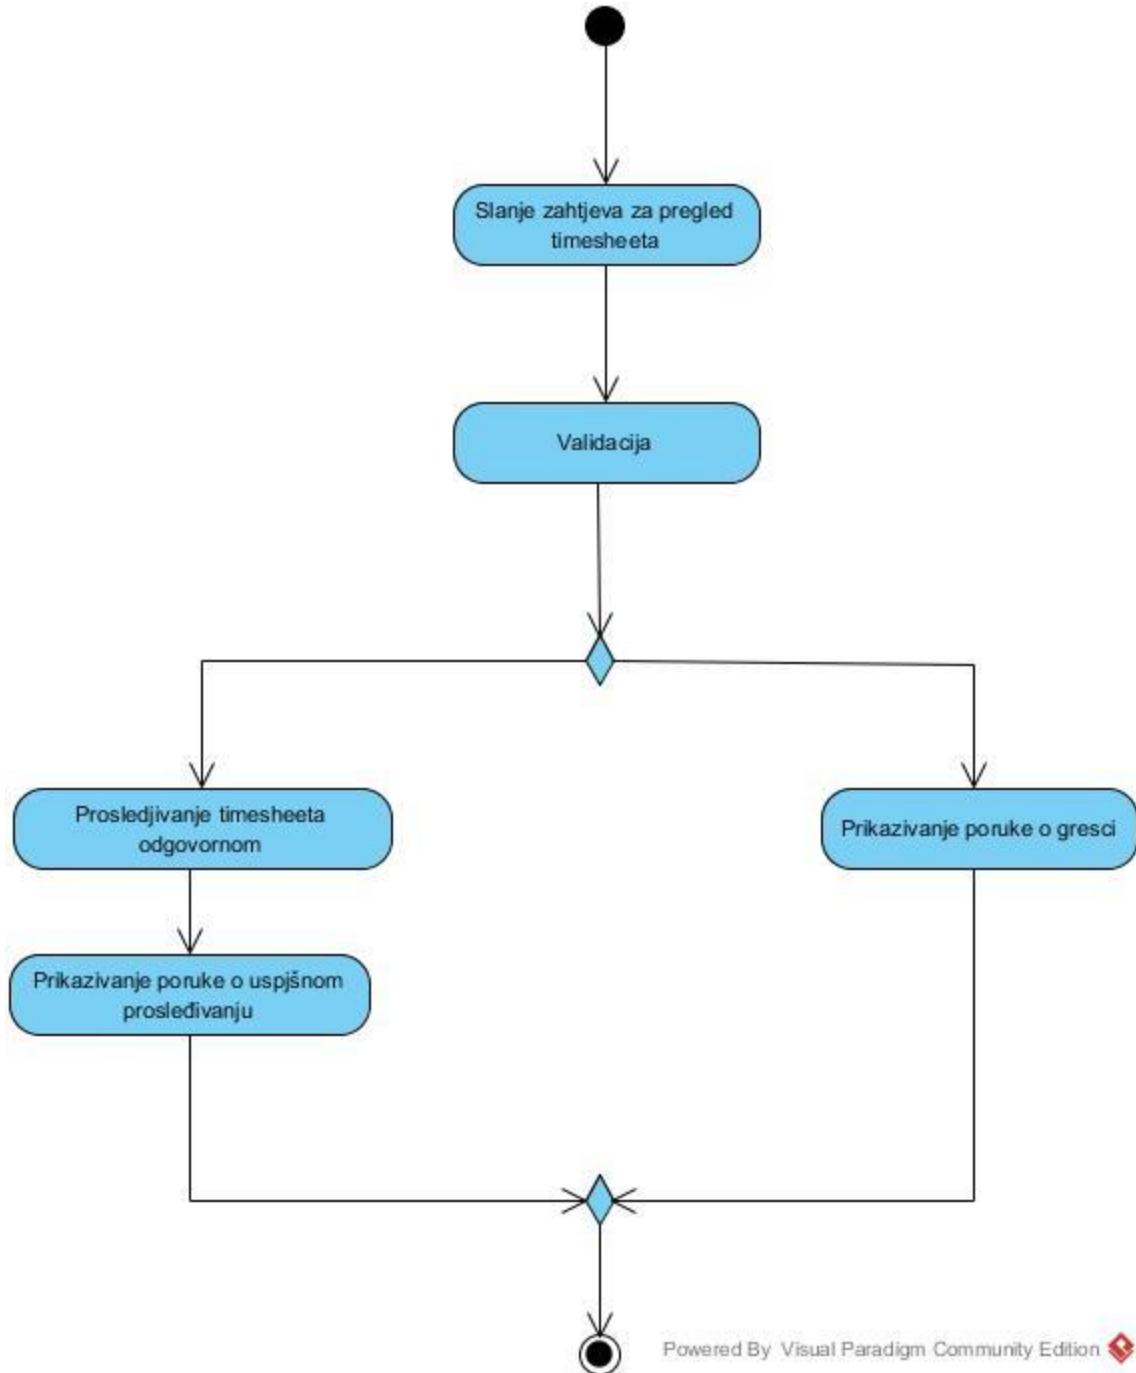 Slanje zahtjeva za pregled
timesheeta
Validacija
Prosledjivanje timesheeta
odgovornom
Prikazivanje poruke o gresci
Prikazivanje poruke o uspjšnom
prosleđivanju
Powered By Visual Paradigm Community Edition